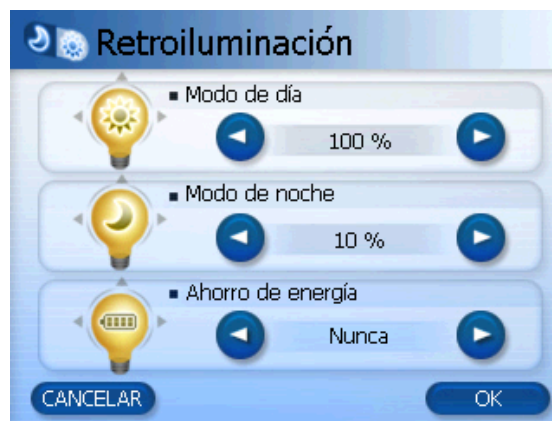 Retroiluminación
Modo de día
100 %
Modo de noche
10 %
Ahorro de energía
Nunca
CANCELAR
OK